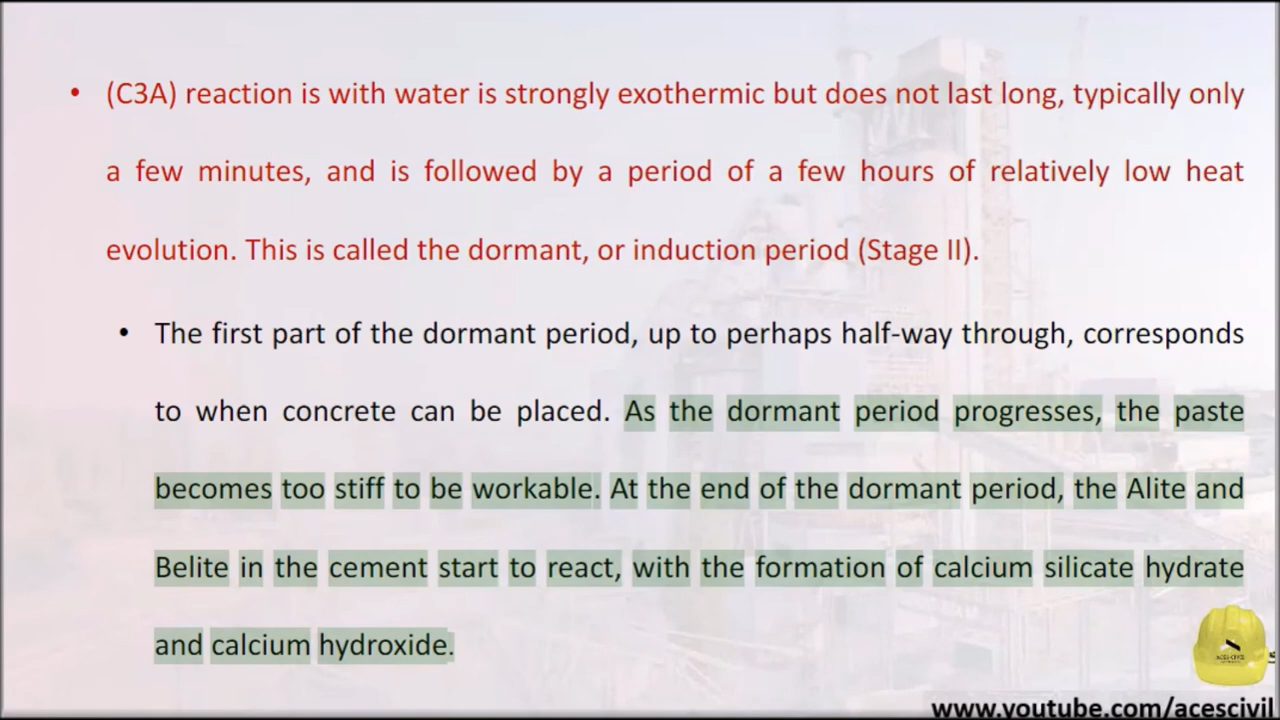 • (C3A) reaction is with water is strongly exothermic but does not last long, typically only
a few minutes, and is followed by a period of a few hours of relatively low heat
evolution. This is called the dormant, or induction period (Stage II).
• The first part of the dormant period, up to perhaps half-way through, corresponds
to when concrete can be placed. As the dormant period progresses, the paste
becomes too stiff to be workable. At the end of the dormant period, the Alite and
Belite in the cement start to react, with the formation of calcium silicate hydrate
and calcium hydroxide.
www.youtube.com/acescivil